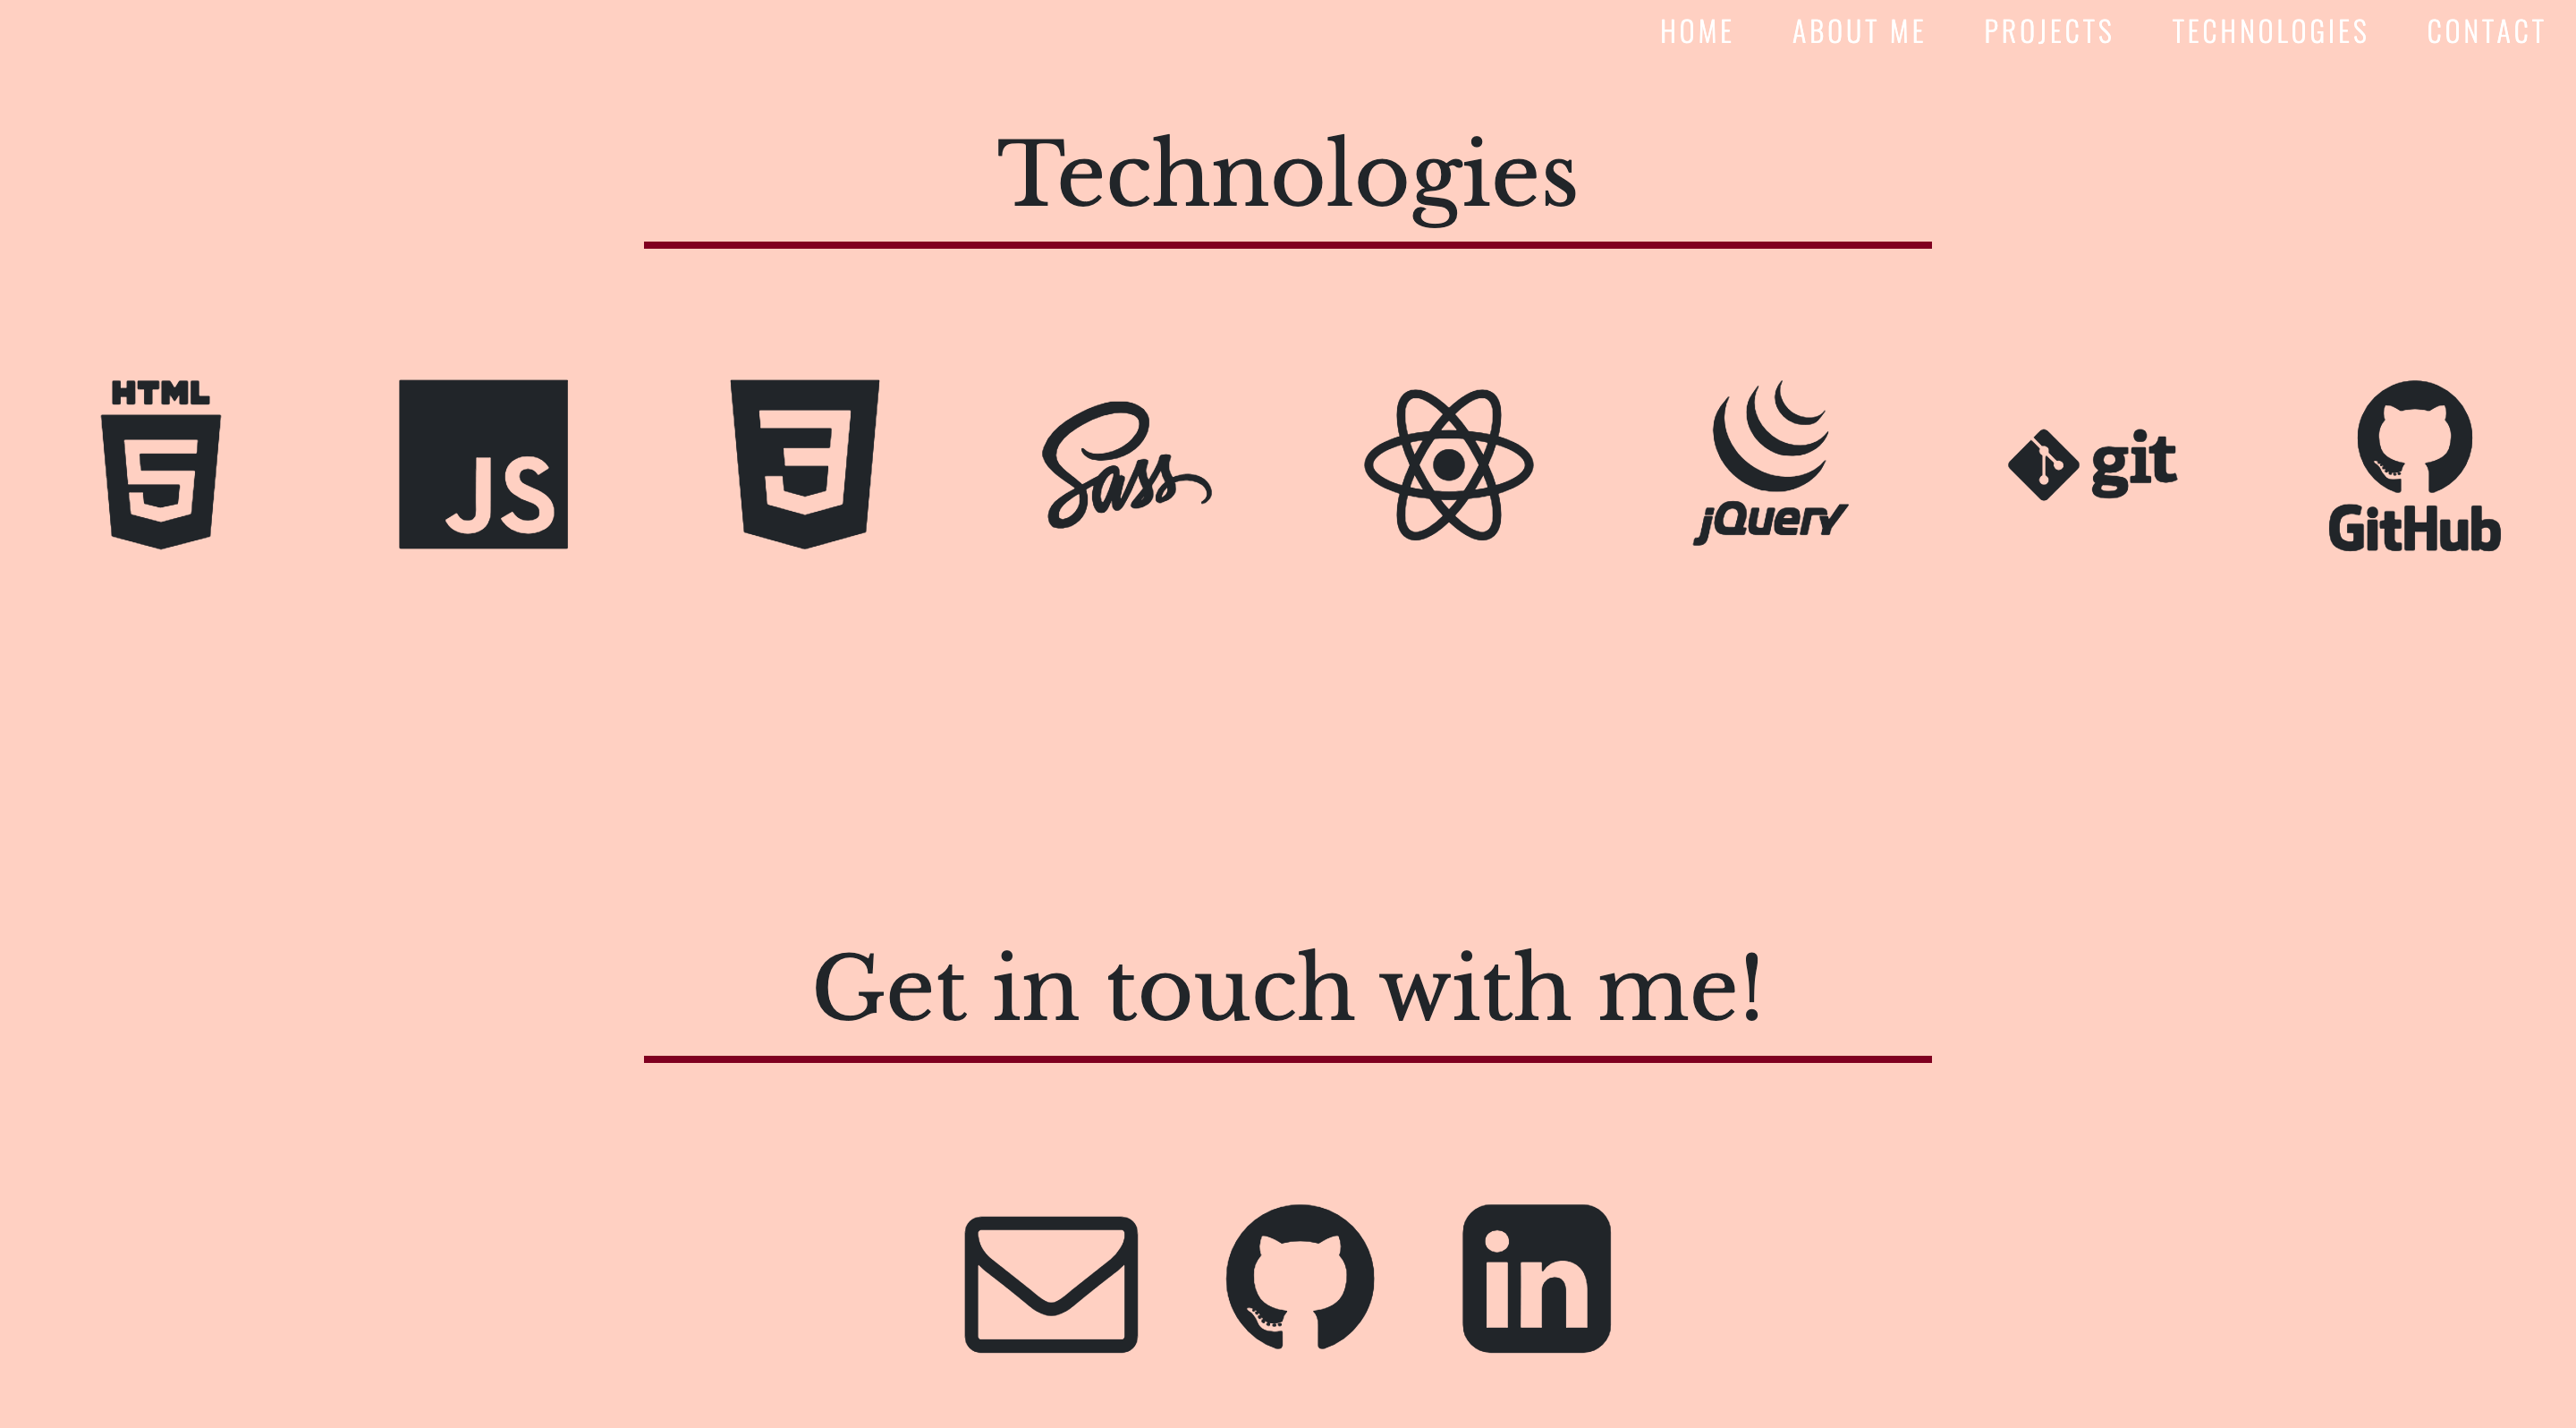 HOME ABOUT ME PROJECTS TECHNOLOGIES CONTACT
Technologies
HTML
5
JS
3
Sass
jQuery
git
GitHub
Get in touch with me!
in